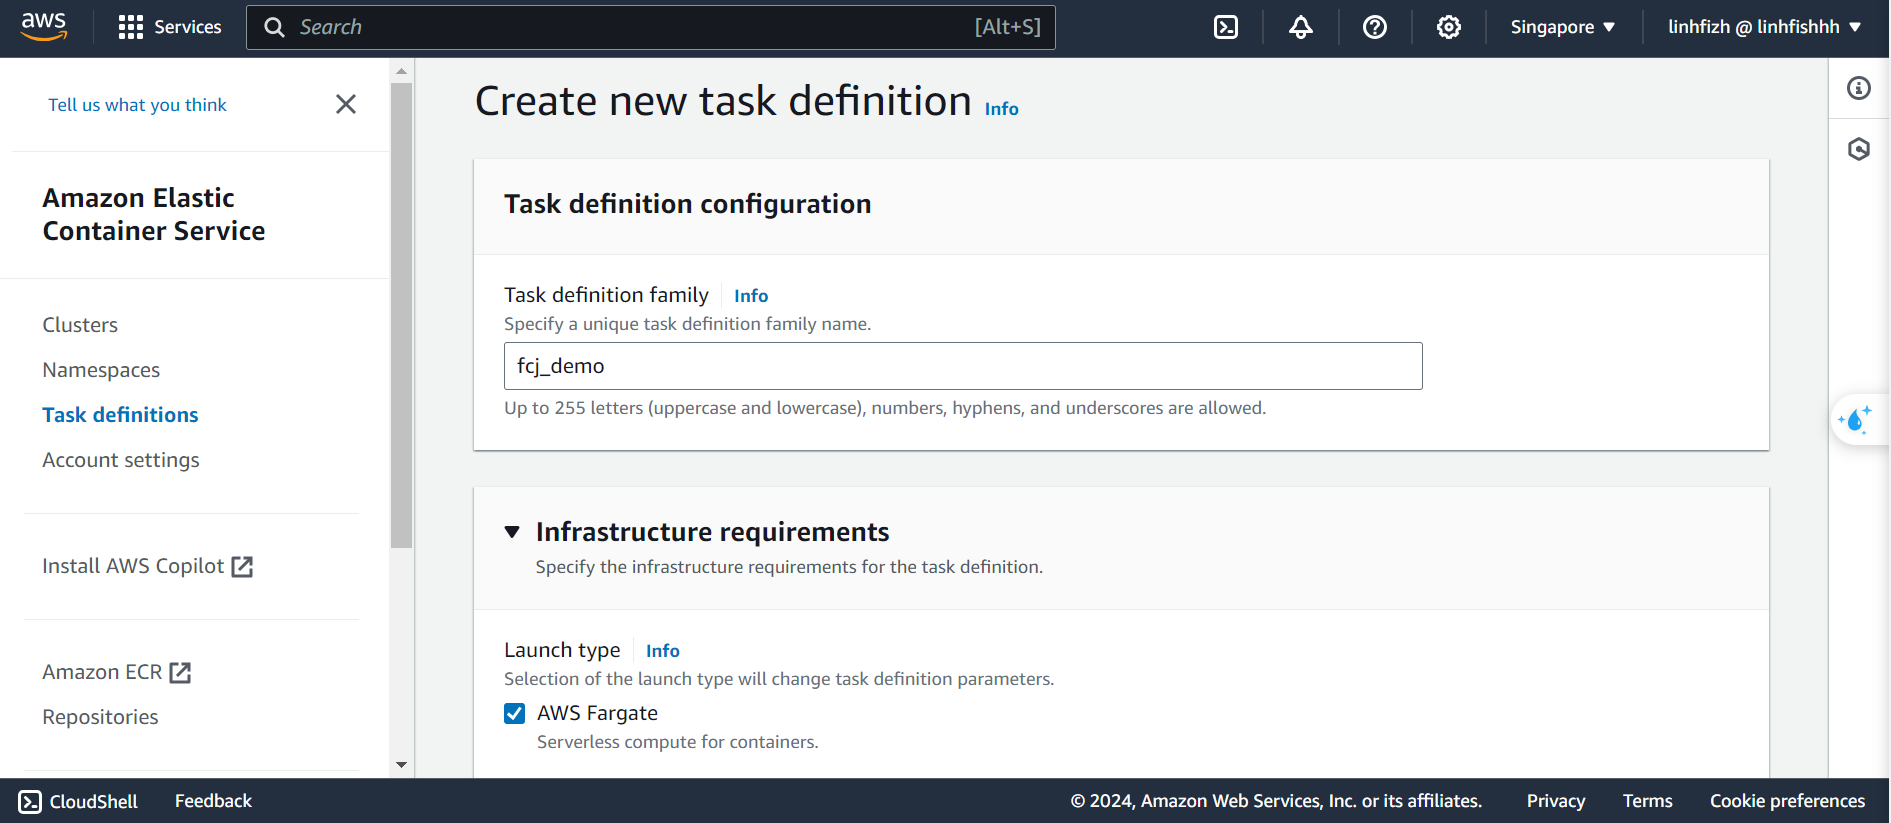 aws
Services
Search [Alt+S]
Singapore
linhfizh @ linhfishhh
Tell us what you think
Amazon Elastic
Container Service
Clusters
Namespaces
Task definitions
Account settings
Install AWS Copilot
Amazon ECR
Repositories
Create new task definition Info
Task definition configuration
Task definition family Info
Specify a unique task definition family name.
fcj_demo
Up to 255 letters (uppercase and lowercase), numbers, hyphens, and underscores are allowed.
Infrastructure requirements
Specify the infrastructure requirements for the task definition.
Launch type Info
Selection of the launch type will change task definition parameters.
AWS Fargate
Serverless compute for containers.
CloudShell
Feedback
© 2024, Amazon Web Services, Inc. or its affiliates.
Privacy
Terms
Cookie preferences